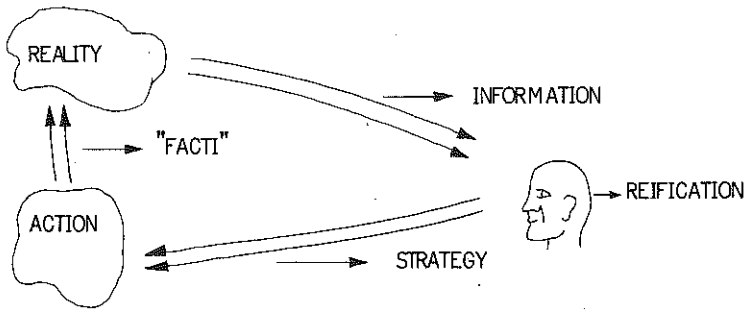 REALITY
INFORMATION
"FACTI"
REIFICATION
ACTION
STRATEGY